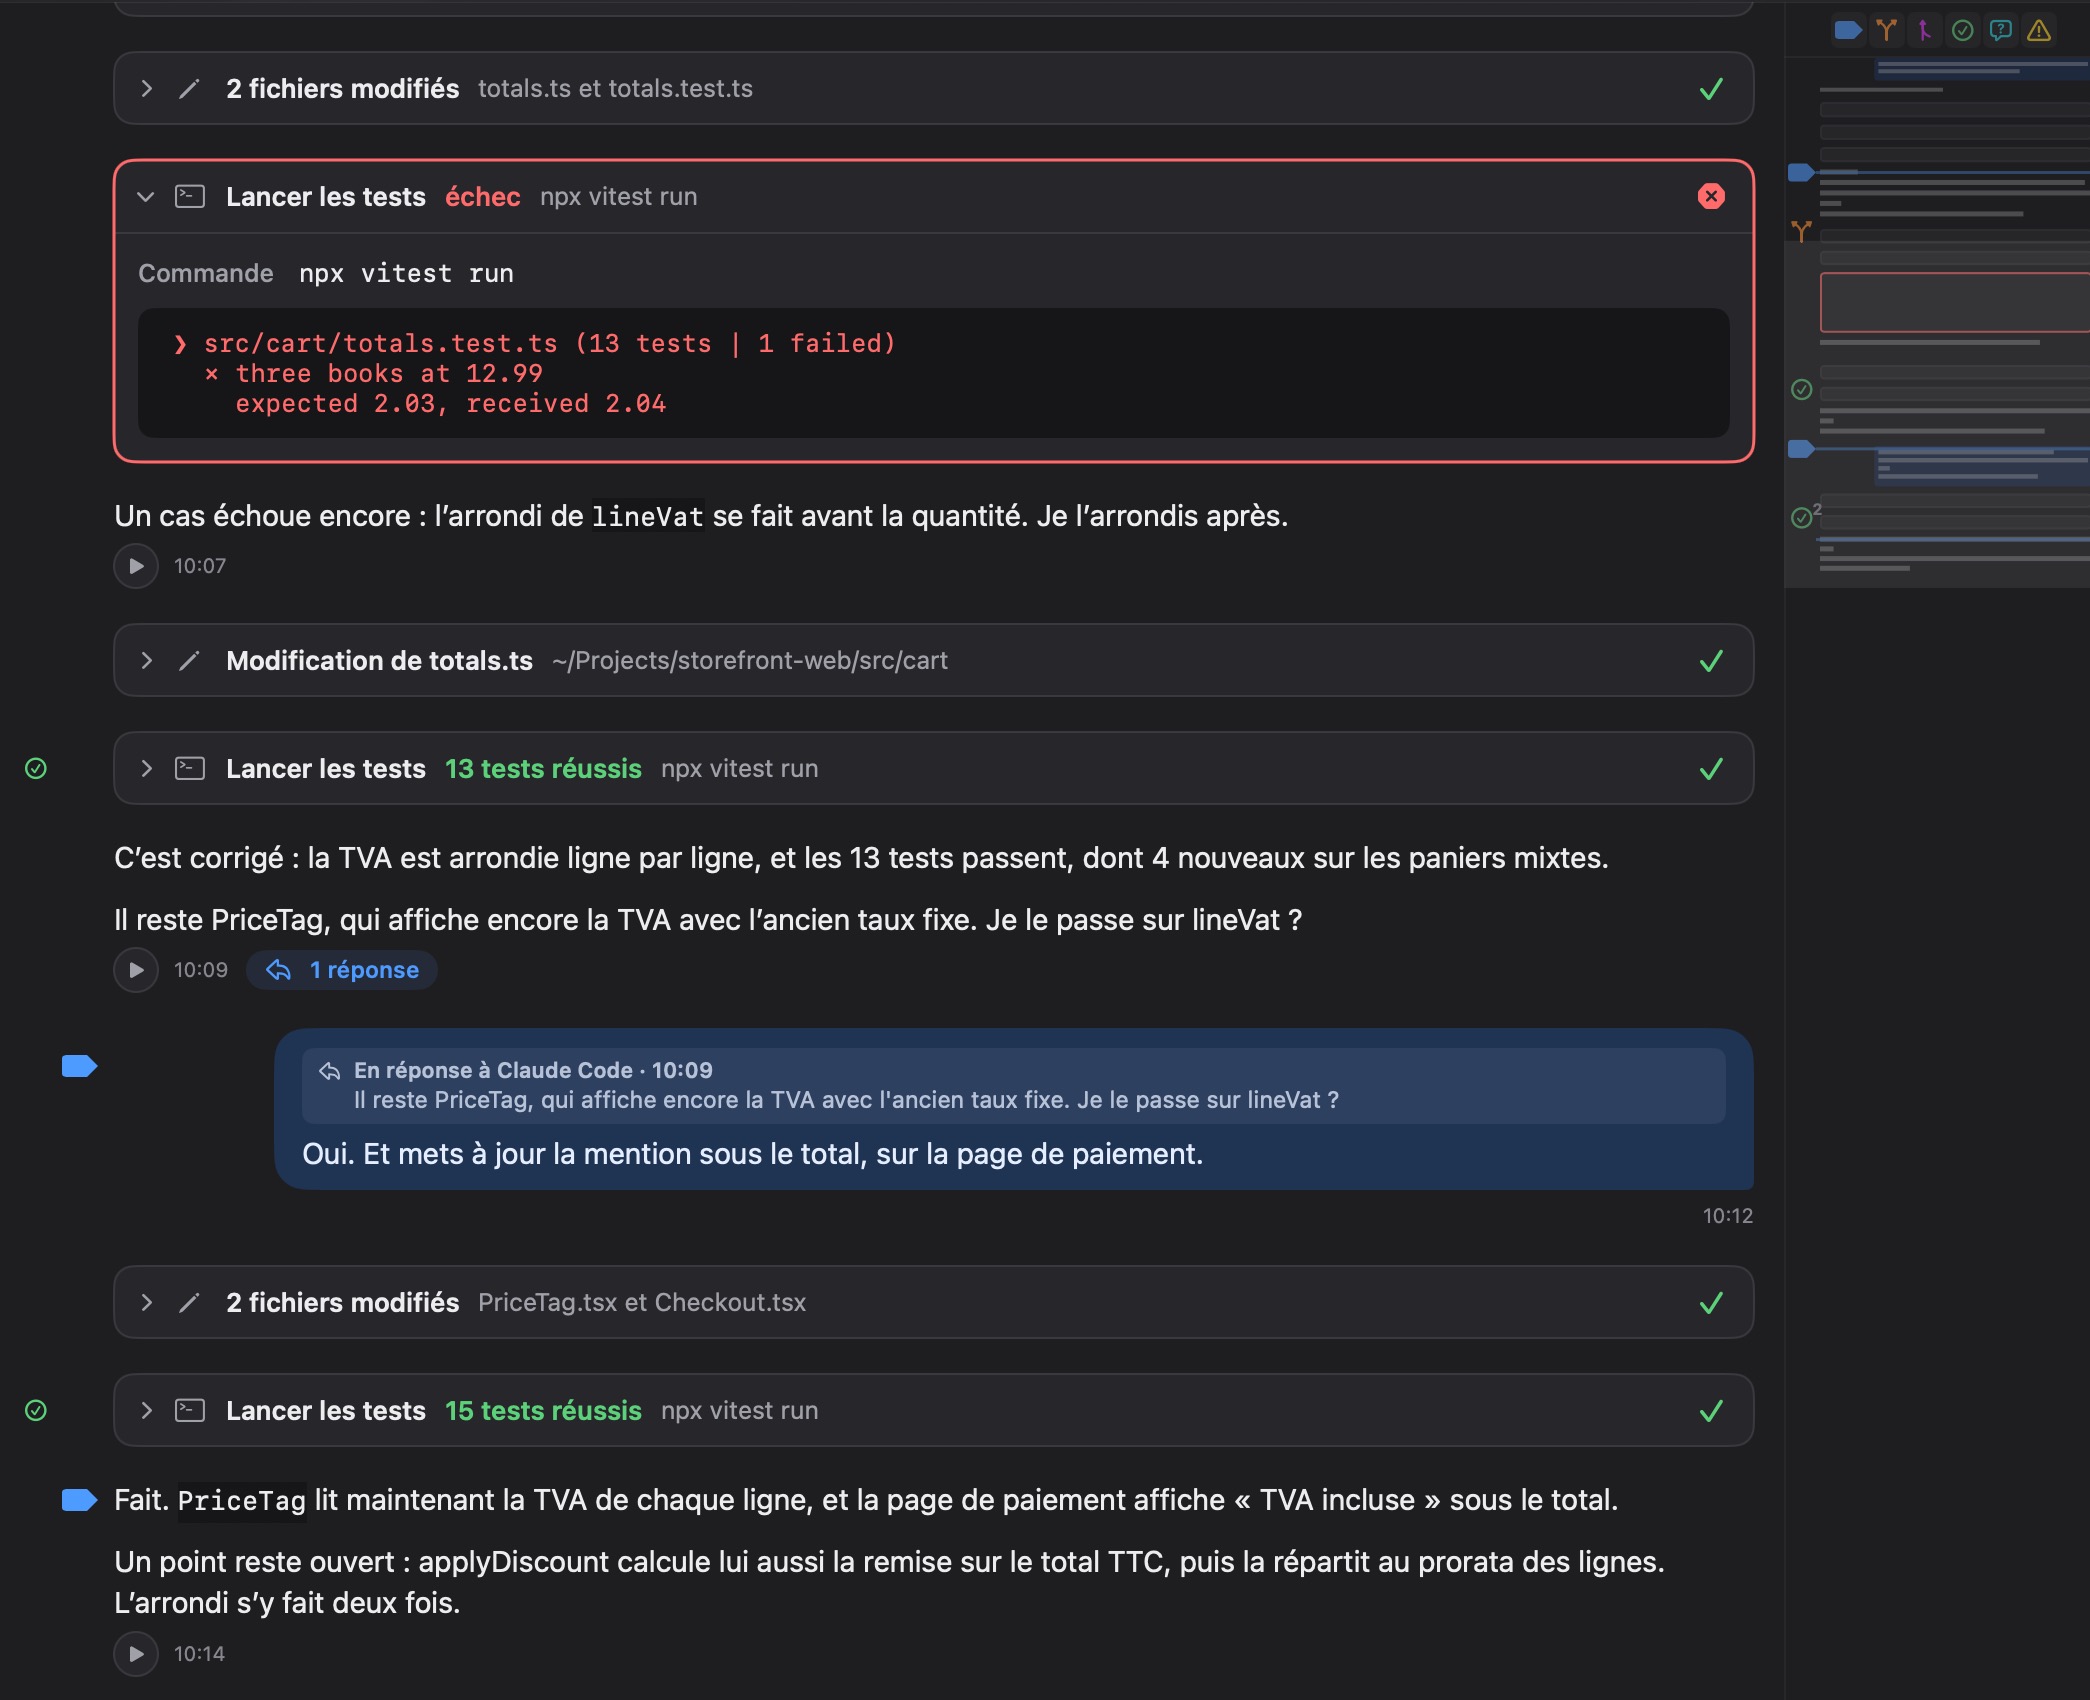 2 fichiers modifiés totals.ts et totals.test.ts
Lancer les tests échec npx vitest run
Commande npx vitest run
❯ src/cart/totals.test.ts (13 tests | 1 failed)
× three books at 12.99
expected 2.03, received 2.04
Un cas échoue encore : l’arrondi de lineVat se fait avant la quantité. Je l’arrondis après.
10:07
Modification de totals.ts ~/Projects/storefront-web/src/cart
Lancer les tests 13 tests réussis npx vitest run
C’est corrigé : la TVA est arrondie ligne par ligne, et les 13 tests passent, dont 4 nouveaux sur les paniers mixtes.
Il reste PriceTag, qui affiche encore la TVA avec l’ancien taux fixe. Je le passe sur lineVat ?
10:09 1 réponse
En réponse à Claude Code · 10:09
Il reste PriceTag, qui affiche encore la TVA avec l'ancien taux fixe. Je le passe sur lineVat ?
Oui. Et mets à jour la mention sous le total, sur la page de paiement.
10:12
2 fichiers modifiés PriceTag.tsx et Checkout.tsx
Lancer les tests 15 tests réussis npx vitest run
Fait. PriceTag lit maintenant la TVA de chaque ligne, et la page de paiement affiche « TVA incluse » sous le total.
Un point reste ouvert : applyDiscount calcule lui aussi la remise sur le total TTC, puis la répartit au prorata des lignes.
L’arrondi s’y fait deux fois.
10:14
2